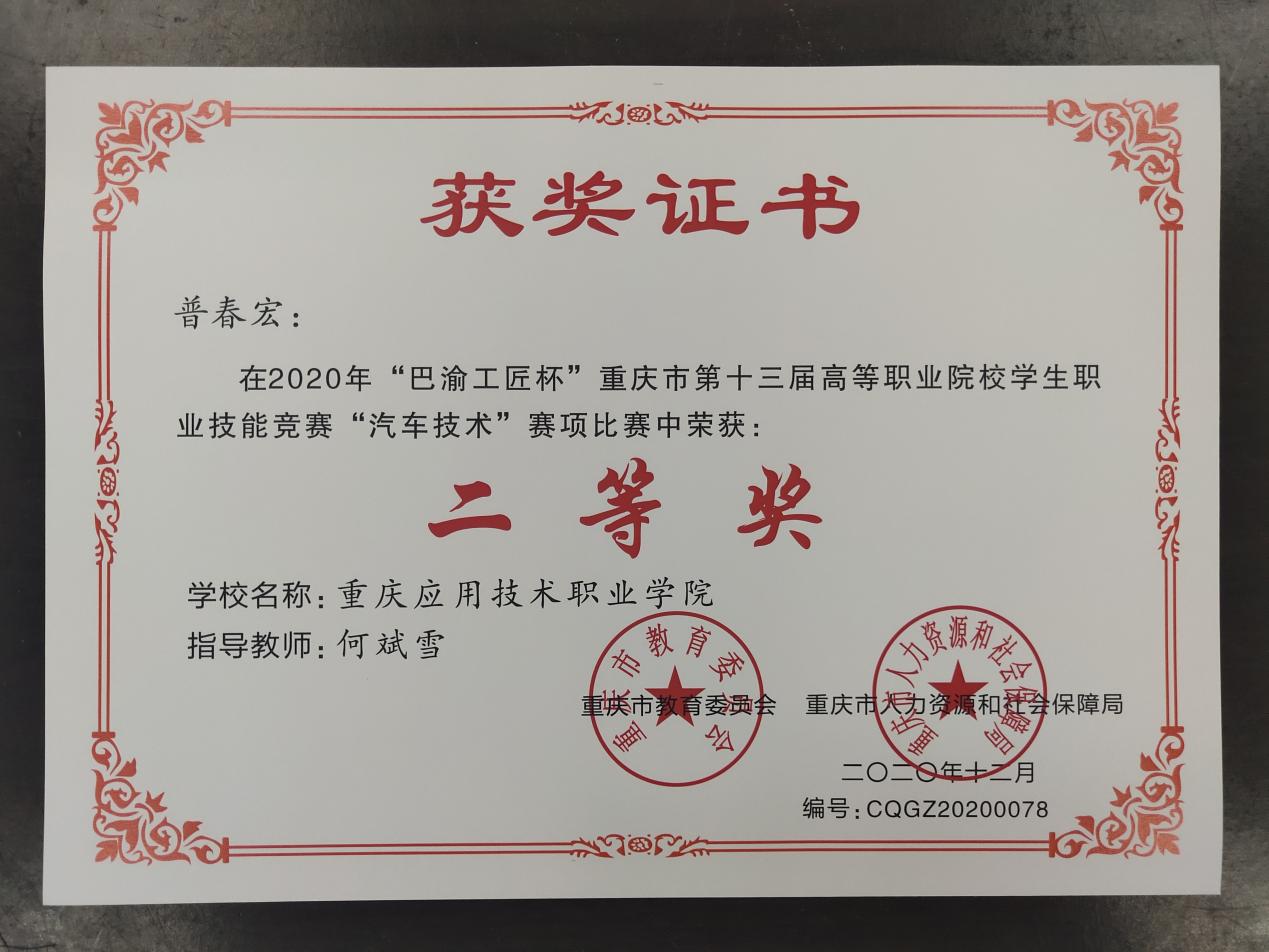 获奖证书
普春宏：
在2020年“巴渝工匠杯”重庆市第十三届高等职业院校学生职
业技能竞赛“汽车技术”赛项比赛中荣获：
二等奖
学校名称：重庆应用技术职业学院
指导教师：何斌雪
重庆市教育委员会 重庆市人力资源和社会保障局
重庆市教育委员会
重庆市人力资源和社会保障局
二〇二〇年十二月
编号：CQGZ20200078